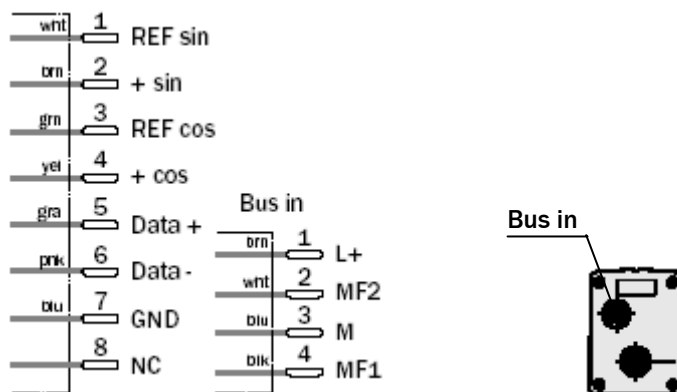 wht 1 REF sin
brn 2 + sin
grn 3 REF cos
yel 4 + cos
gra 5 Data +
pnk 6 Data -
blu 7 GND
8 NC
Bus in
brn 1 L+
wht 2 MF2
blu 3 M
blk 4 MF1
Bus in